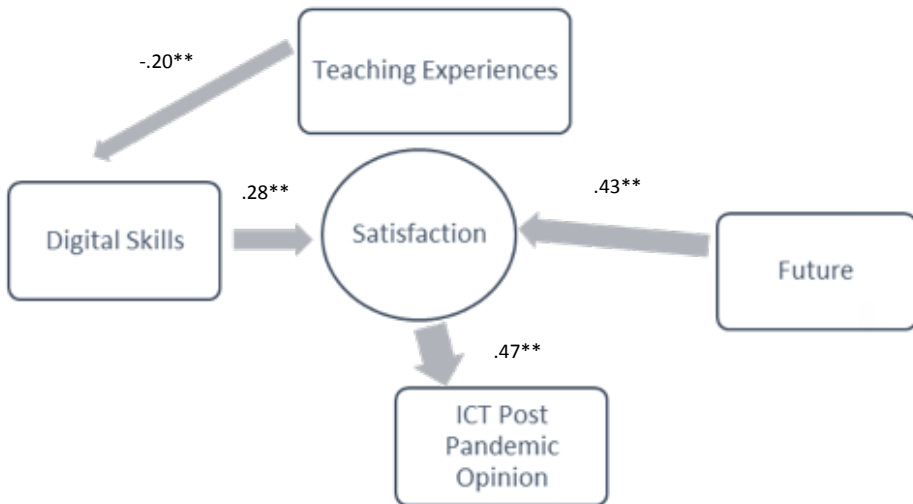 -.20**
Teaching Experiences
.28**
.43**
Digital Skills
Satisfaction
Future
.47**
ICT Post
Pandemic
Opinion